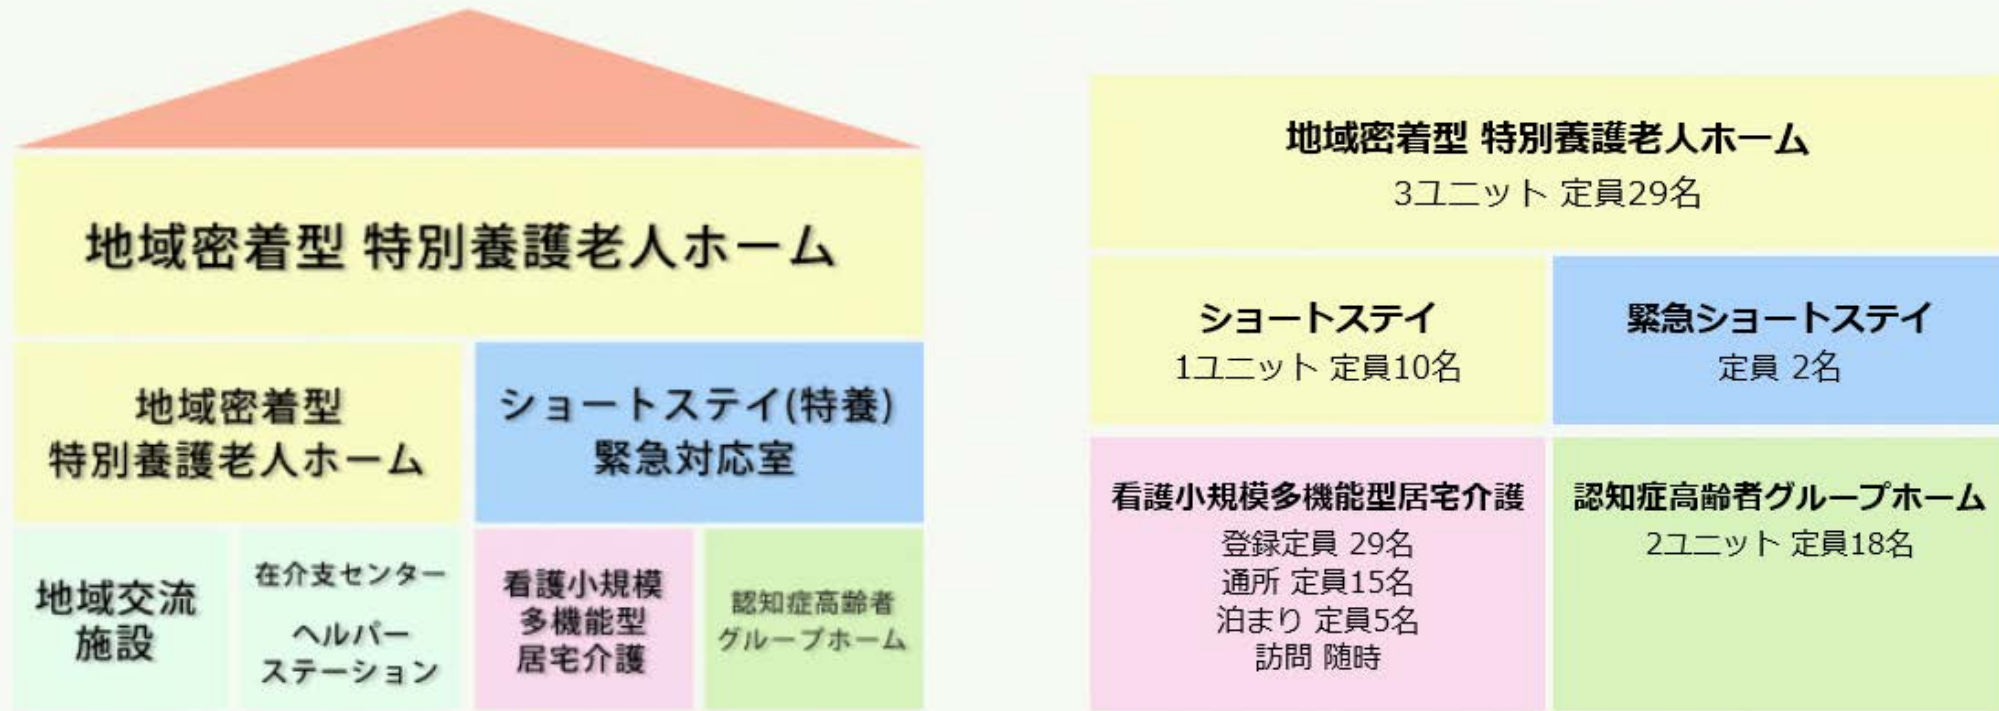 地域密着型 特別養護老人ホーム
地域密着型
特別養護老人ホーム
ショートステイ(特養)
緊急対応室
地域交流
施設
在介支センター
ヘルパー
ステーション
看護小規模
多機能型
居宅介護
認知症高齢者
グループホーム
地域密着型 特別養護老人ホーム
3ユニット 定員29名
ショートステイ
1ユニット 定員10名
緊急ショートステイ
定員 2名
看護小規模多機能型居宅介護
登録定員 29名
通所 定員15名
泊まり 定員5名
訪問 随時
認知症高齢者グループホーム
2ユニット 定員18名